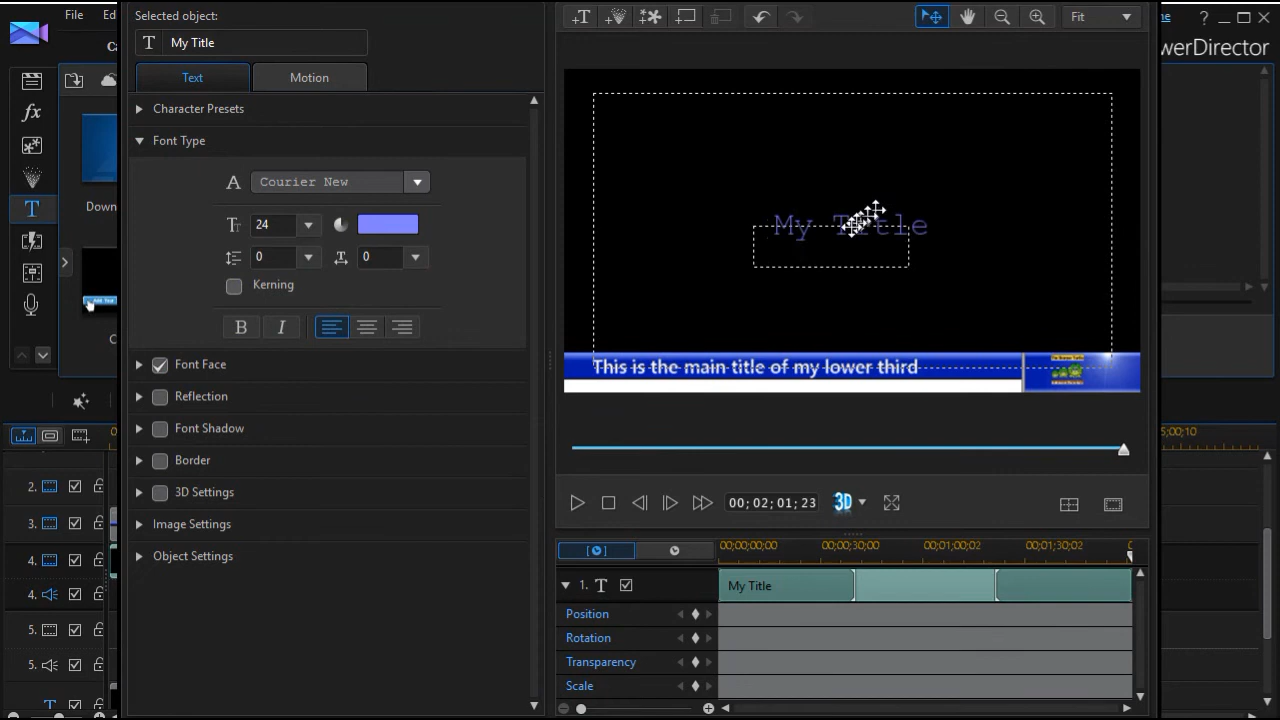 File
Ed
Ca
Down
C
Selected object:
My Title
Text
Motion
Character Presets
Font Type
A
Courier New
24
0
0
Kerning
B
I
Font Face
Reflection
Font Shadow
Border
3D Settings
Image Settings
Object Settings
Fit
My Title
This is the main title of my lower third
00; 02; 01; 23
3D
00;00;00;00
00;00;30;00
00;01;00;02
00;01;30;02
1. T
My Title
Position
Rotation
Transparency
Scale
werDirector
5;00;10
2.
3.
4.
4.
5.
5.
T